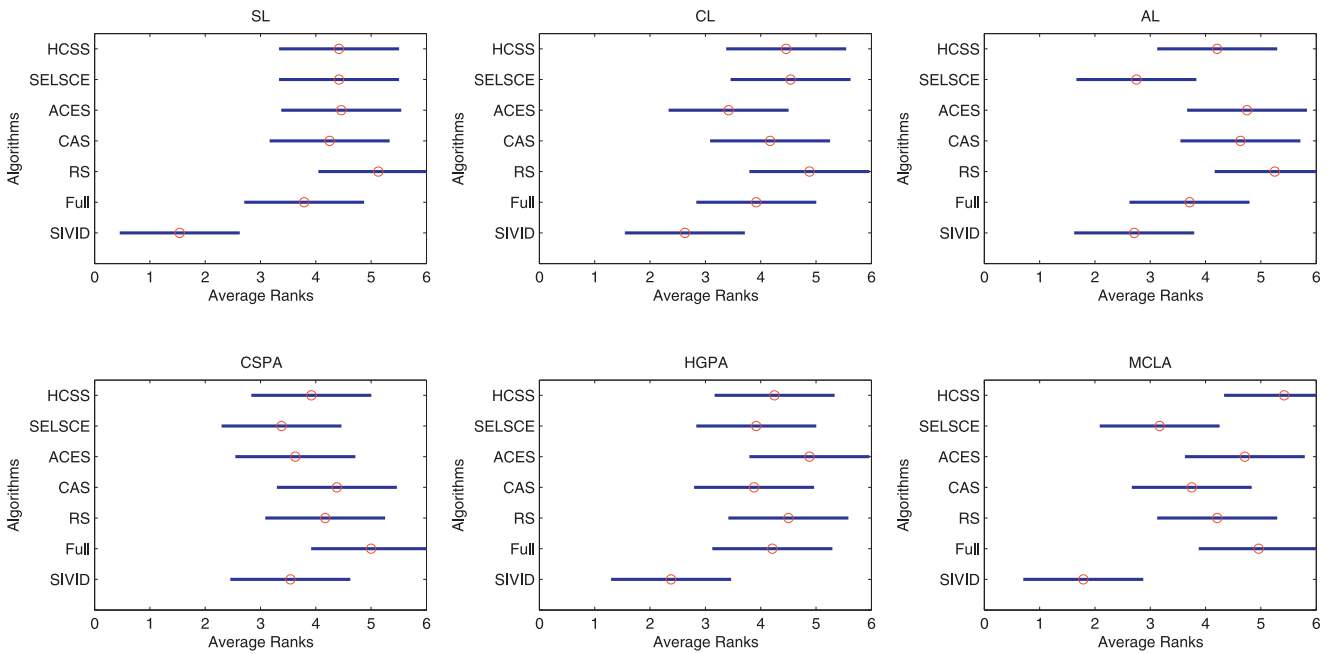 SL
HCSS
SELSCE
ACES
CAS
RS
Full
SIVID
Algorithms
0 1 2 3 4 5 6
Average Ranks
CL
HCSS
SELSCE
ACES
CAS
RS
Full
SIVID
Algorithms
0 1 2 3 4 5 6
Average Ranks
AL
HCSS
SELSCE
ACES
CAS
RS
Full
SIVID
Algorithms
0 1 2 3 4 5 6
Average Ranks
CSPA
HCSS
SELSCE
ACES
CAS
RS
Full
SIVID
Algorithms
0 1 2 3 4 5 6
Average Ranks
HGPA
HCSS
SELSCE
ACES
CAS
RS
Full
SIVID
Algorithms
0 1 2 3 4 5 6
Average Ranks
MCLA
HCSS
SELSCE
ACES
CAS
RS
Full
SIVID
Algorithms
0 1 2 3 4 5 6
Average Ranks